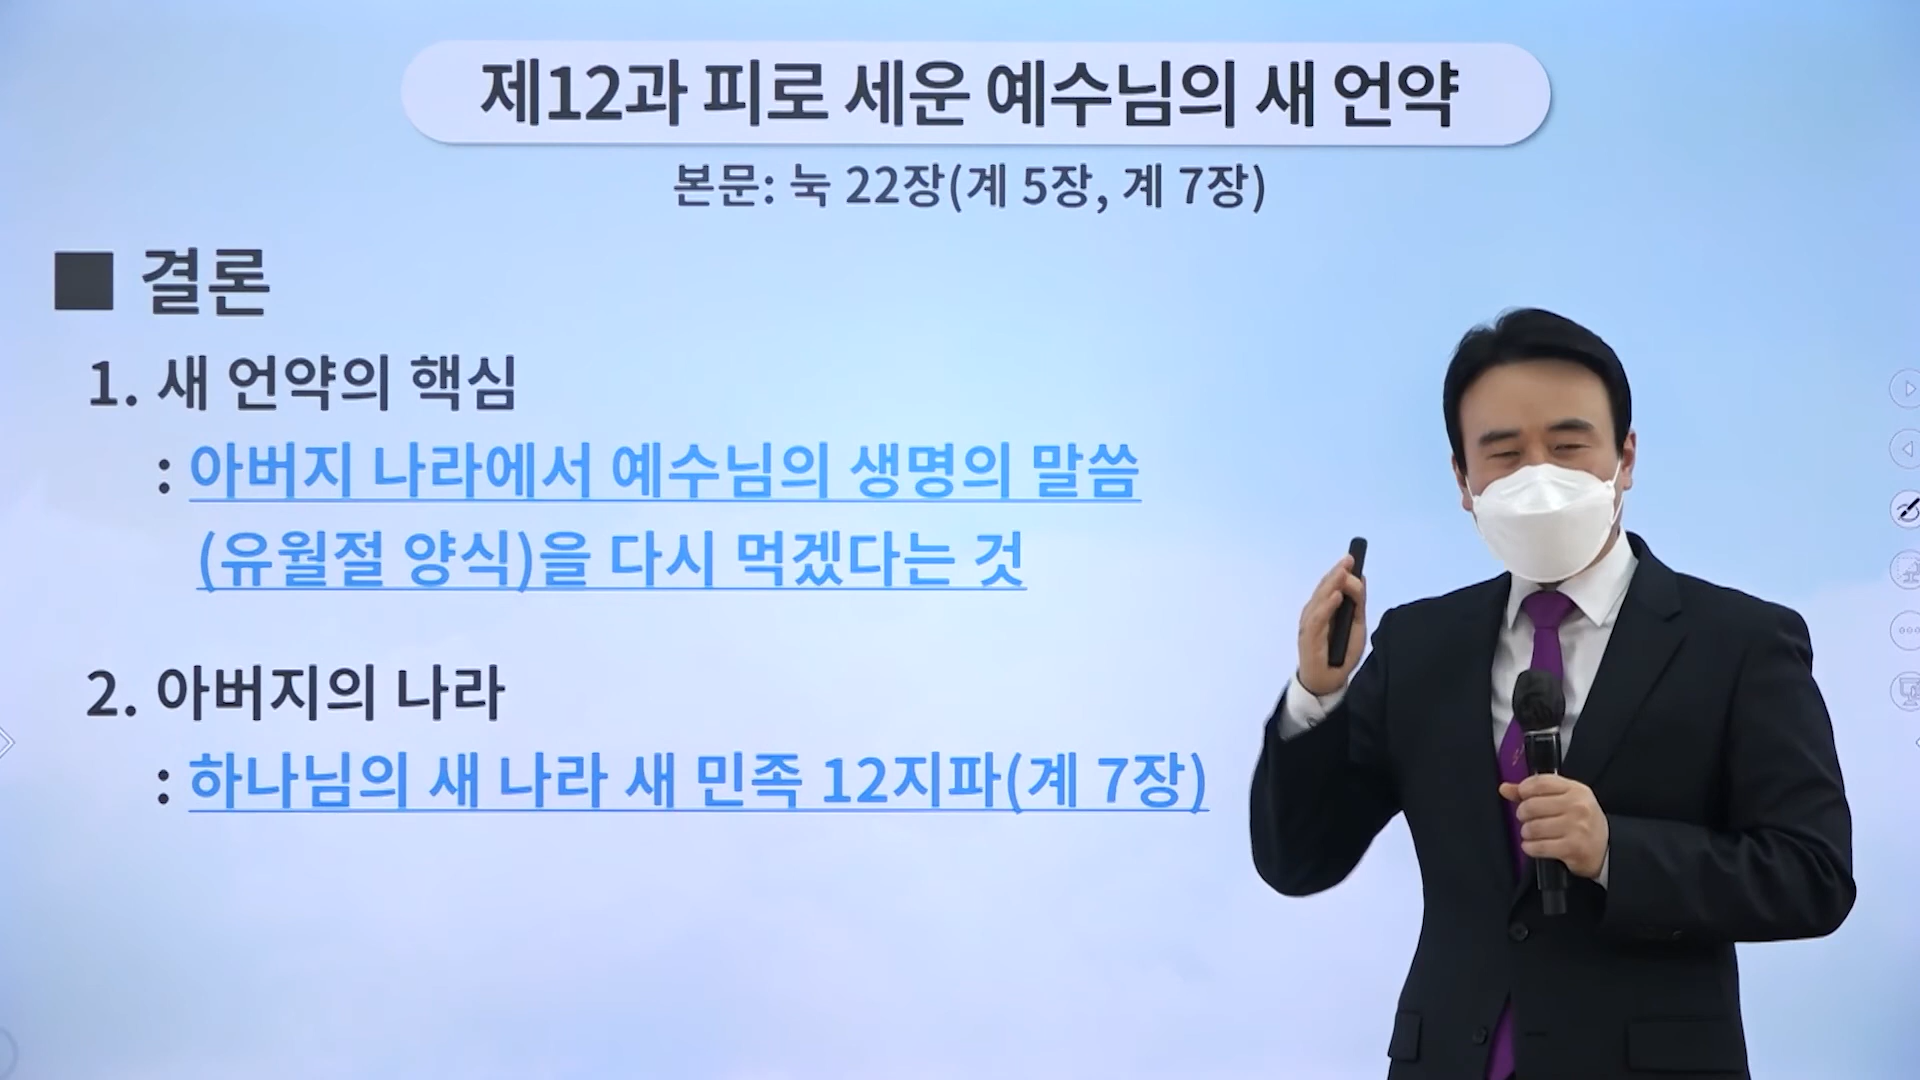 제12과 피로 세운 예수님의 새 언약
본문: 눅 22장(계 5장, 계 7장)
■ 결론
1. 새 언약의 핵심
: 아버지 나라에서 예수님의 생명의 말씀
(유월절 양식)을 다시 먹겠다는 것
2. 아버지의 나라
: 하나님의 새 나라 새 민족 12지파(계 7장)